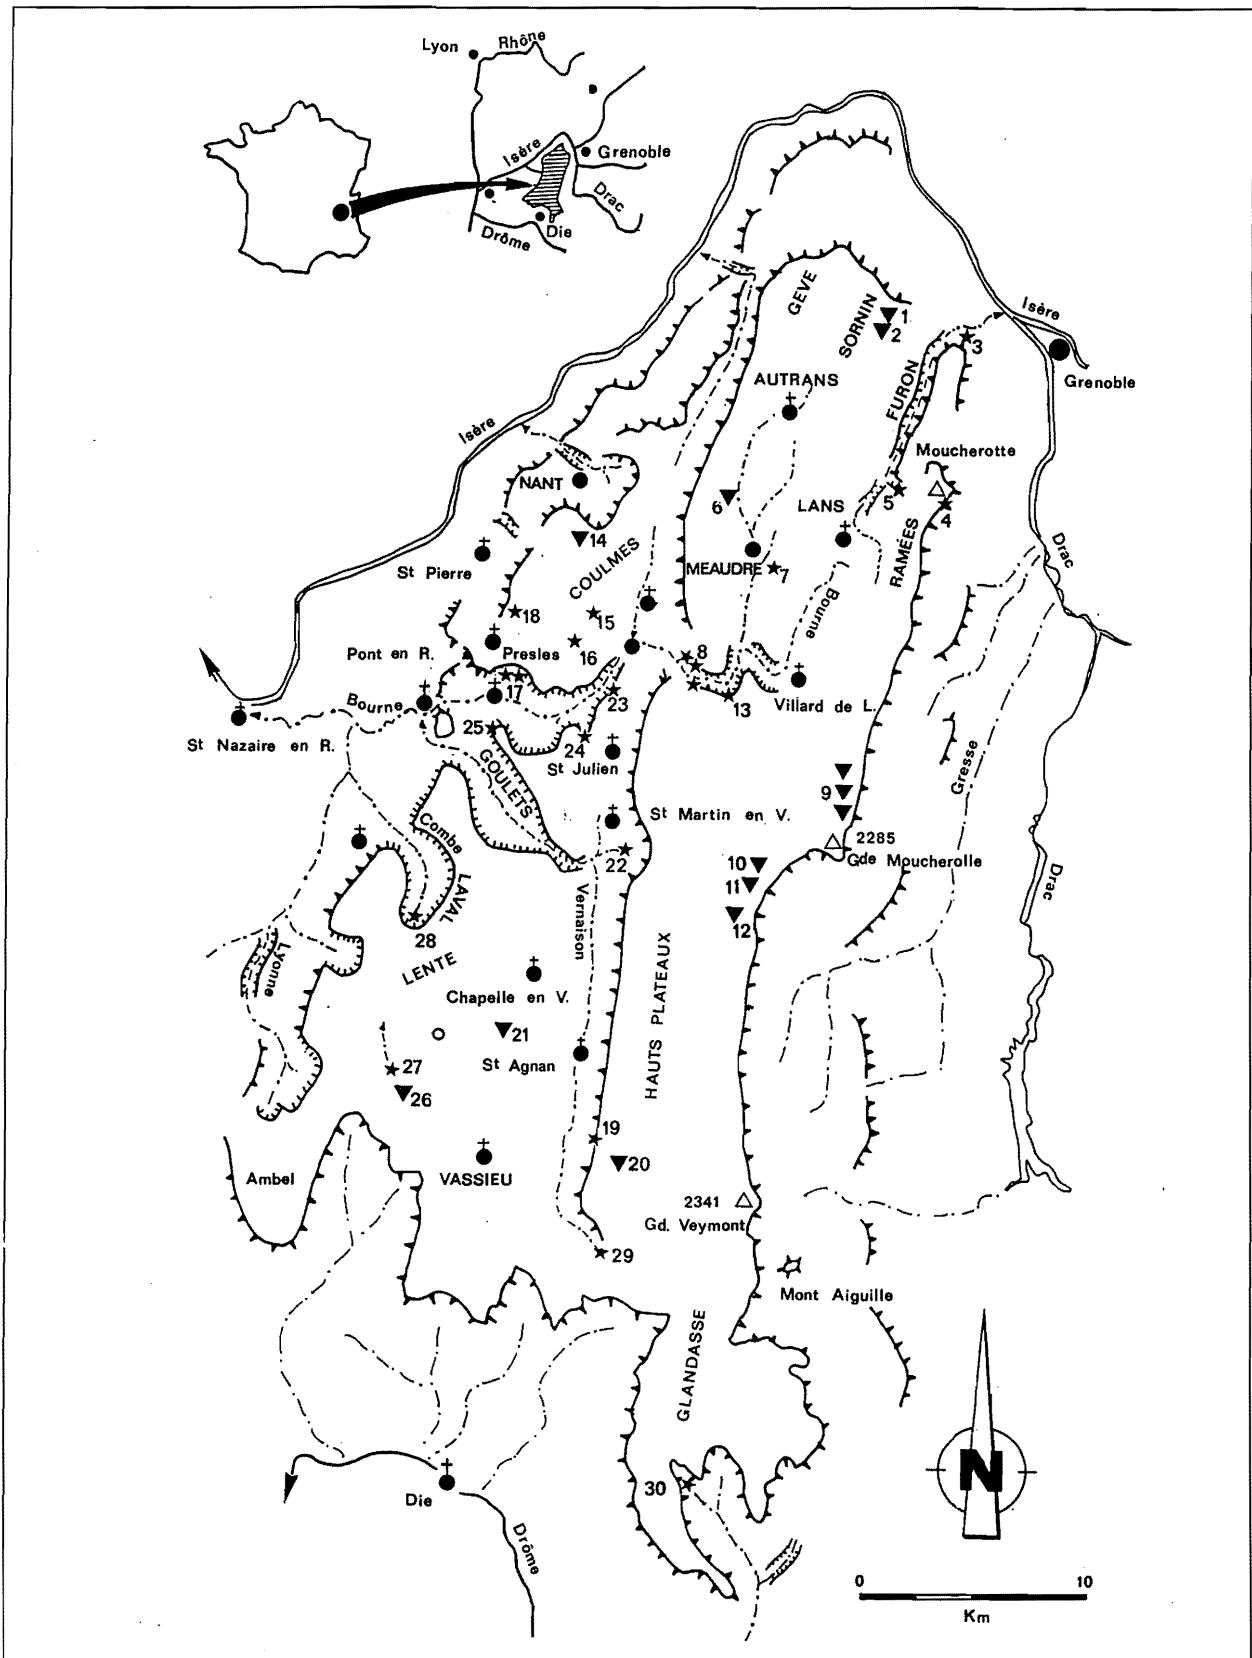 Lyon
Rhône
Isère
Grenoble
Drac
Die
Drôme
GEVE
SORNIN
1
2
3
Isère
Grenoble
AUTRANS
FURON
Moucherotte
Isère
NANT
6
LANS
5
4
RAMÉES
14
COULMES
MEAUDRE
7
Drac
St Pierre
18
15
Bourne
16
Presles
8
Pont en R.
17
23
13
Villard de L.
Bourne
St Nazaire en R.
25
24
St Julien
GOULETS
9
Gresse
Combe
LAVAL
St Martin en V.
2285
Gde Moucherolle
22
10
11
12
Vernaison
Drac
28
LENTE
Lyonne
HAUTS PLATEAUX
Chapelle en V.
21
St Agnan
27
26
19
20
Ambel
VASSIEU
2341
Gd. Veymont
29
Mont Aiguille
GLANDASSE
30
N
Die
Drôme
0
10
Km